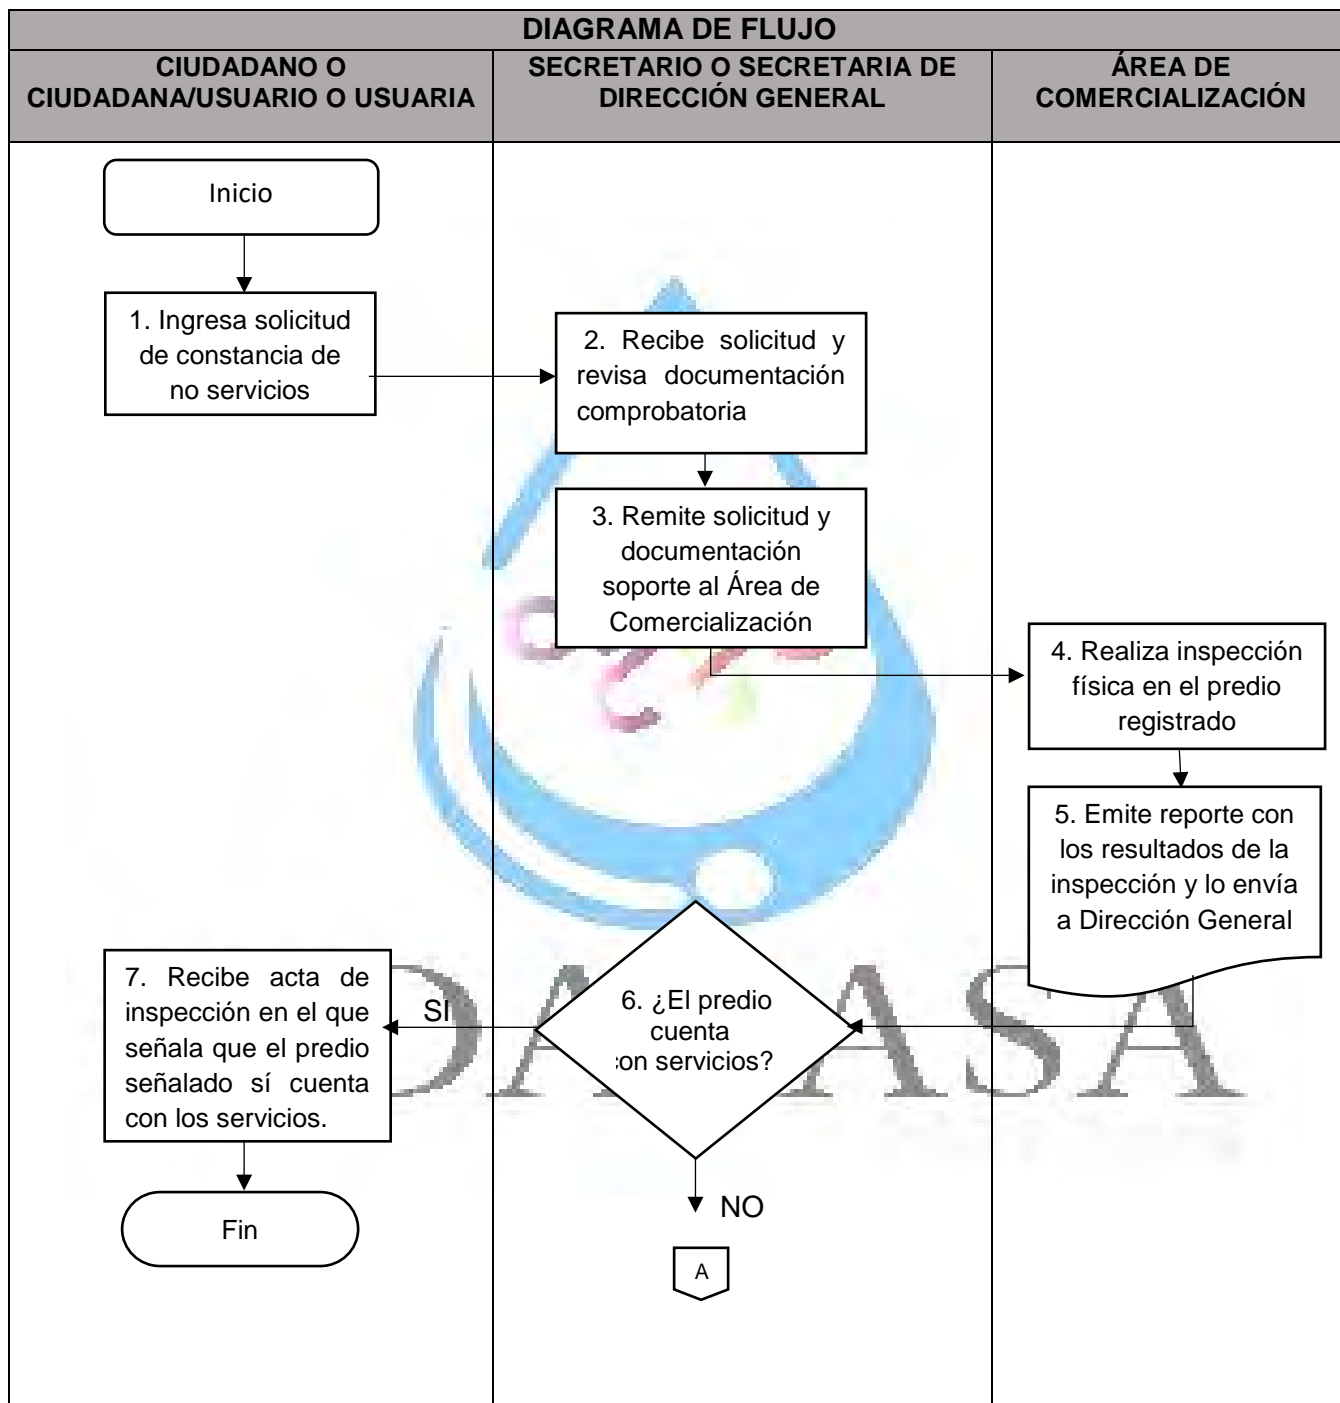 DIAGRAMA DE FLUJO
CIUDADANO O
CIUDADANA/USUARIO O USUARIA
SECRETARIO O SECRETARIA DE
DIRECCIÓN GENERAL
ÁREA DE
COMERCIALIZACIÓN
Inicio
1. Ingresa solicitud
de constancia de
no servicios
2. Recibe solicitud y
revisa documentación
comprobatoria
3. Remite solicitud y
documentación
soporte al Área de
Comercialización
4. Realiza inspección
física en el predio
registrado
5. Emite reporte con
los resultados de la
inspección y lo envía
a Dirección General
6. ¿El predio
cuenta
con servicios?
SI
7. Recibe acta de
inspección en el que
señala que el predio
señalado sí cuenta
con los servicios.
NO
Fin
A